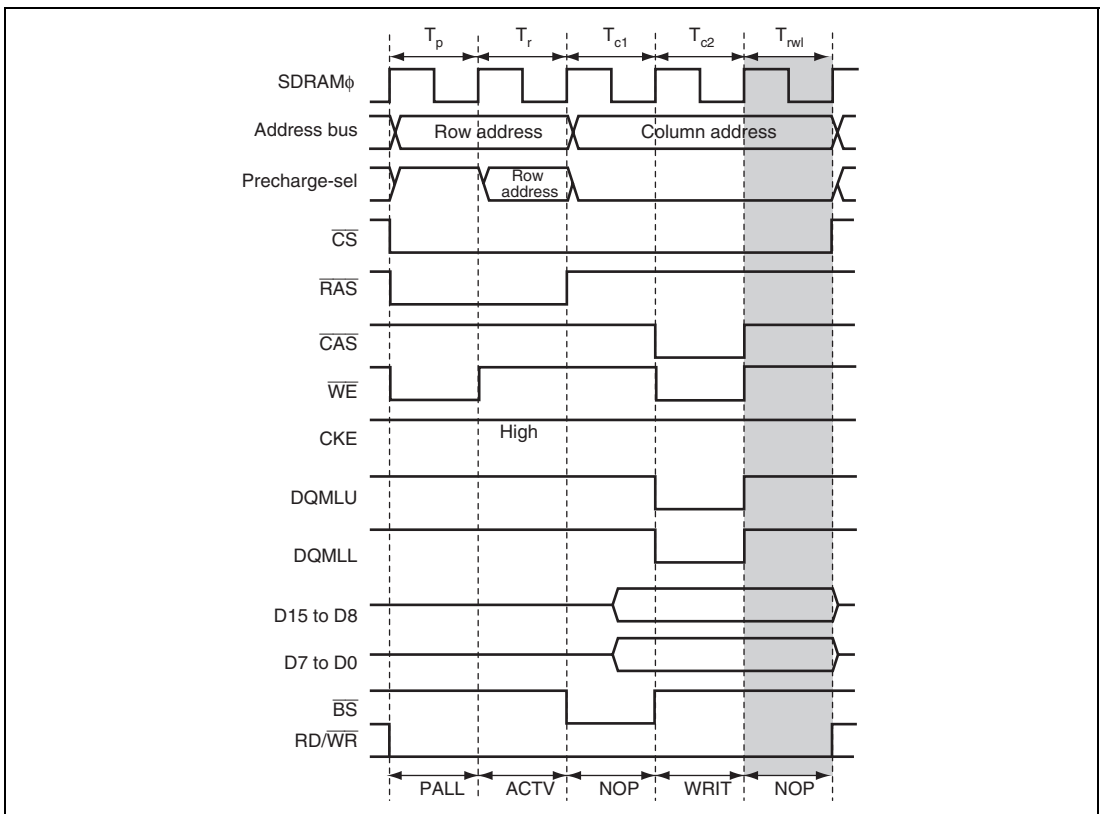 Tp Tr Tc1 Tc2 Trwl
SDRAMϕ
Address bus Row address Column address
Precharge-sel Row address
CS
RAS
CAS
WE
CKE High
DQMLU
DQMLL
D15 to D8
D7 to D0
BS
RD/WR
PALL ACTV NOP WRIT NOP